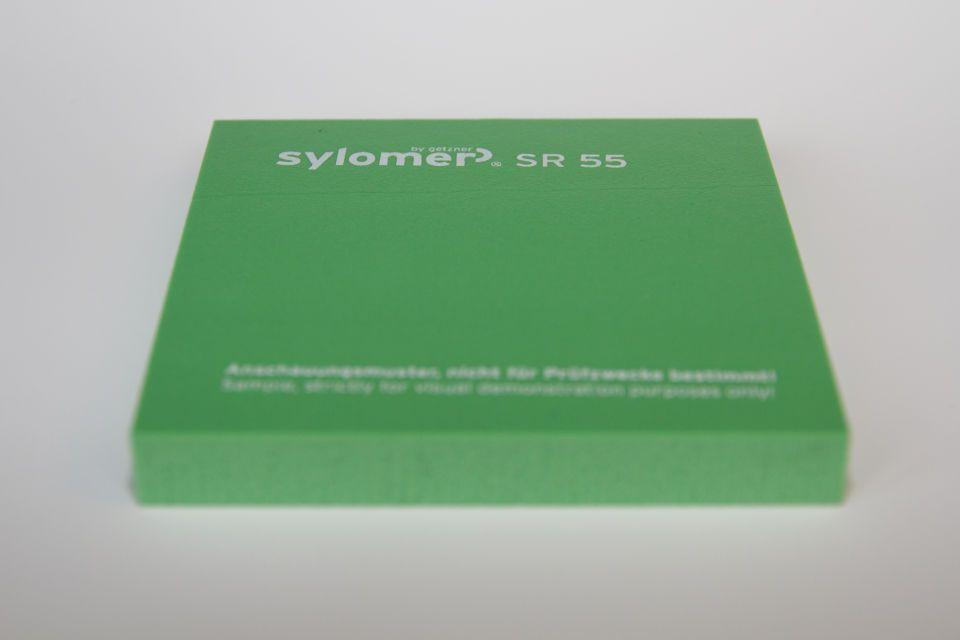 by getzner
sylomer® SR 55
Anschauungsmuster, nicht für Prüfzwecke bestimmt!
Sample, strictly for visual demonstration purposes only!